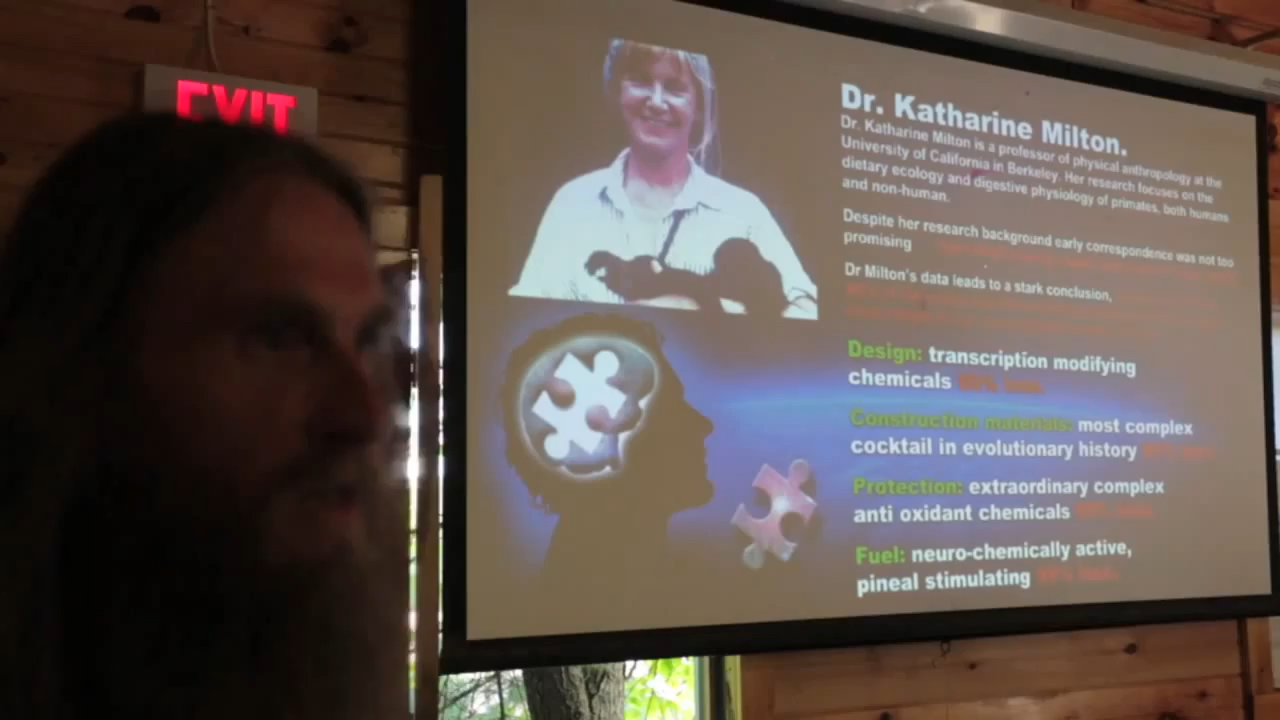 EXIT
Dr. Katharine Milton.
Dr. Katharine Milton is a professor of physical anthropology at the
University of California in Berkeley. Her research focuses on the
dietary ecology and digestive physiology of primates, both humans
and non-human.
Despite her research background early correspondence was not too
promising
Dr Milton's data leads to a stark conclusion,
Design: transcription modifying
chemicals
Construction materials: most complex
cocktail in evolutionary history
Protection: extraordinary complex
anti oxidant chemicals
Fuel: neuro-chemically active,
pineal stimulating